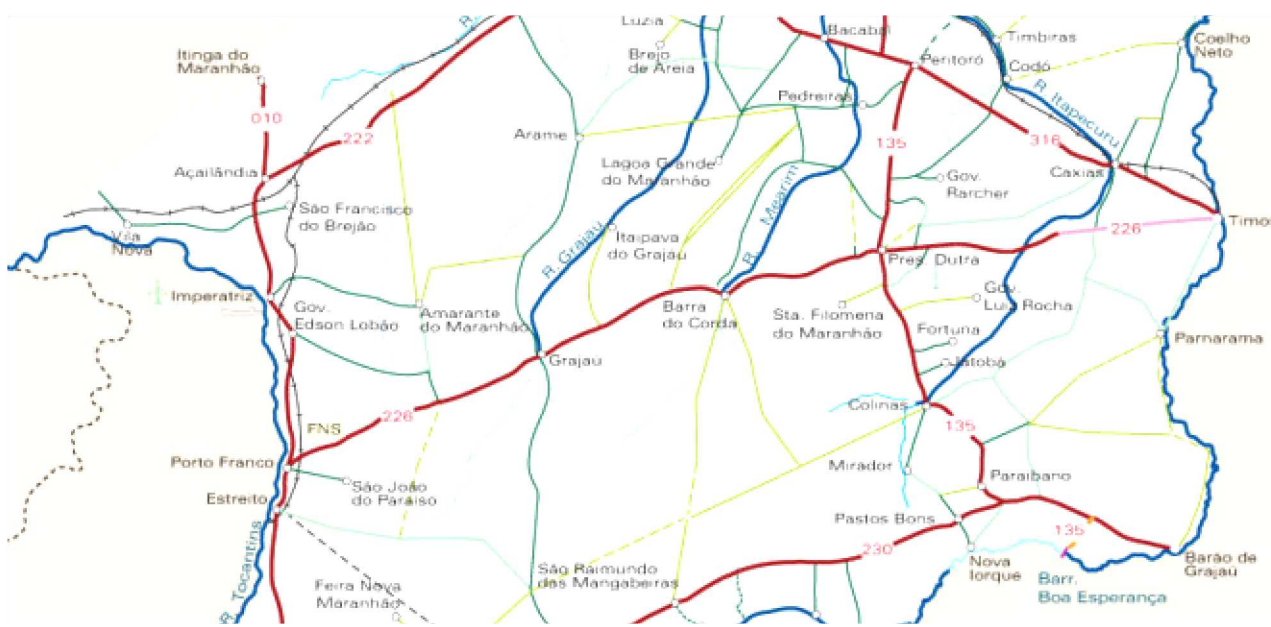 Luzia
Bacabal
Timbiras
Coelho
Neto
Itinga do
Maranhão
Brejo
de Areia
Peritoró
Codó
010
222
Pedreiras
R. Itapecuru
Arame
135
316
Açailândia
Lagoa Grande
do Maranhão
Caxias
Gov.
Rarcher
São Francisco
do Brejão
Vila
Nova
R. Grajaú
Itaipava
do Grajaú
R. Mearim
226
Timo
Pres. Dutra
Imperatriz
Gov.
Edson Lobão
Amarante
do Maranhão
Barra
do Corda
Sta. Filomena
do Maranhão
Gov.
Luiz Rocha
Fortuna
Parnarama
Grajaú
Jatobá
Colinas
226
FNS
135
Porto Franco
São João
do Paraiso
Mirador
Paraibano
Estreito
Pastos Bons
230
135
R. Tocantins
Nova
Iorque
Barão de
Grajaú
Feira Nova
Maranhão
São Raimundo
das Mangabeiras
Barr.
Boa Esperança